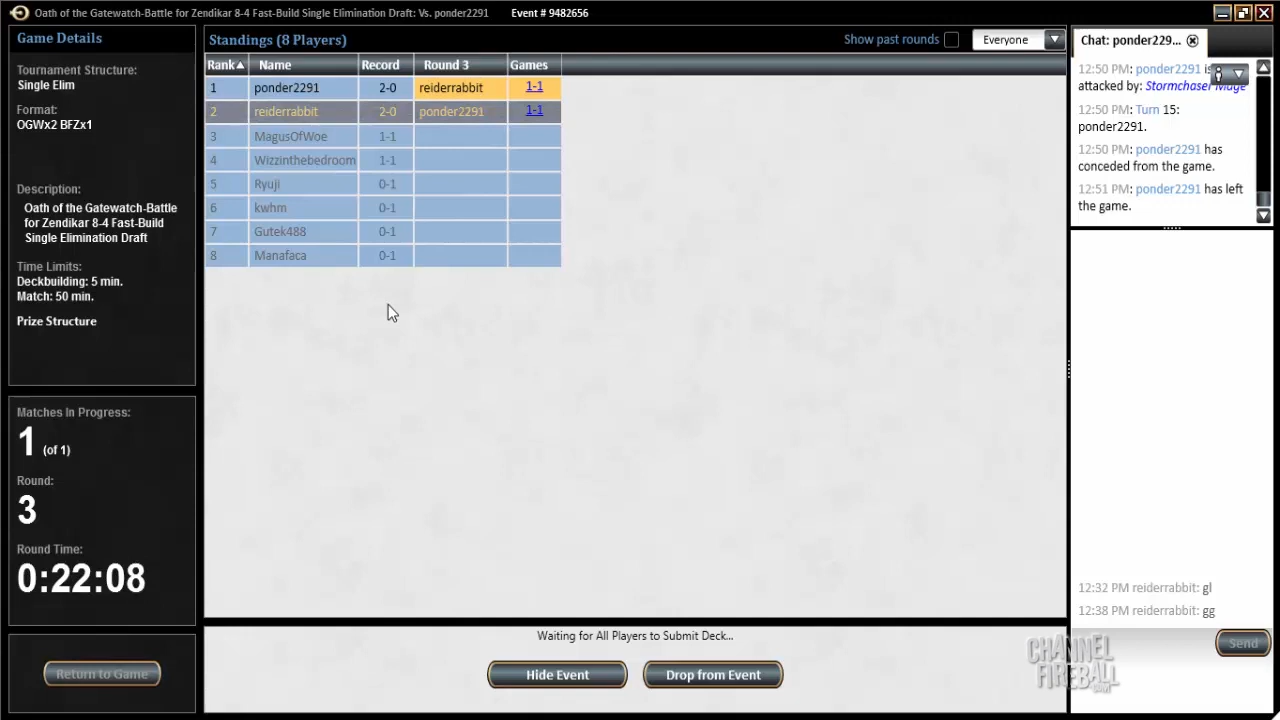 Oath of the Gatewatch-Battle for Zendikar 8-4 Fast-Build Single Elimination Draft: Vs. ponder2291 Event # 9482656
Game Details
Tournament Structure:
Single Elim
Format:
OGWx2 BFZx1
Description:
Oath of the Gatewatch-Battle
for Zendikar 8-4 Fast-Build
Single Elimination Draft
Time Limits:
Deckbuilding: 5 min.
Match: 50 min.
Prize Structure
Matches In Progress:
1 (of 1)
Round:
3
Round Time:
0:22:08
Return to Game
Standings (8 Players)
Show past rounds
Everyone
Rank Name Record Round 3 Games
1 ponder2291 2-0 reiderrabbit 1-1
2 reiderrabbit 2-0 ponder2291 1-1
3 MagusOfWoe 1-1
4 Wizzinthebedroom 1-1
5 Ryuji 0-1
6 kwhm 0-1
7 Gutek488 0-1
8 Manafaca 0-1
Waiting for All Players to Submit Deck...
Hide Event Drop from Event
Chat: ponder229...
12:50 PM: ponder2291 is
attacked by: Stormchaser Mage
12:50 PM: Turn 15:
ponder2291.
12:50 PM: ponder2291 has
conceded from the game.
12:51 PM: ponder2291 has left
the game.
12:32 PM reiderrabbit: gl
12:38 PM reiderrabbit: gg
Send
CHANNEL
FIREBALL
.COM